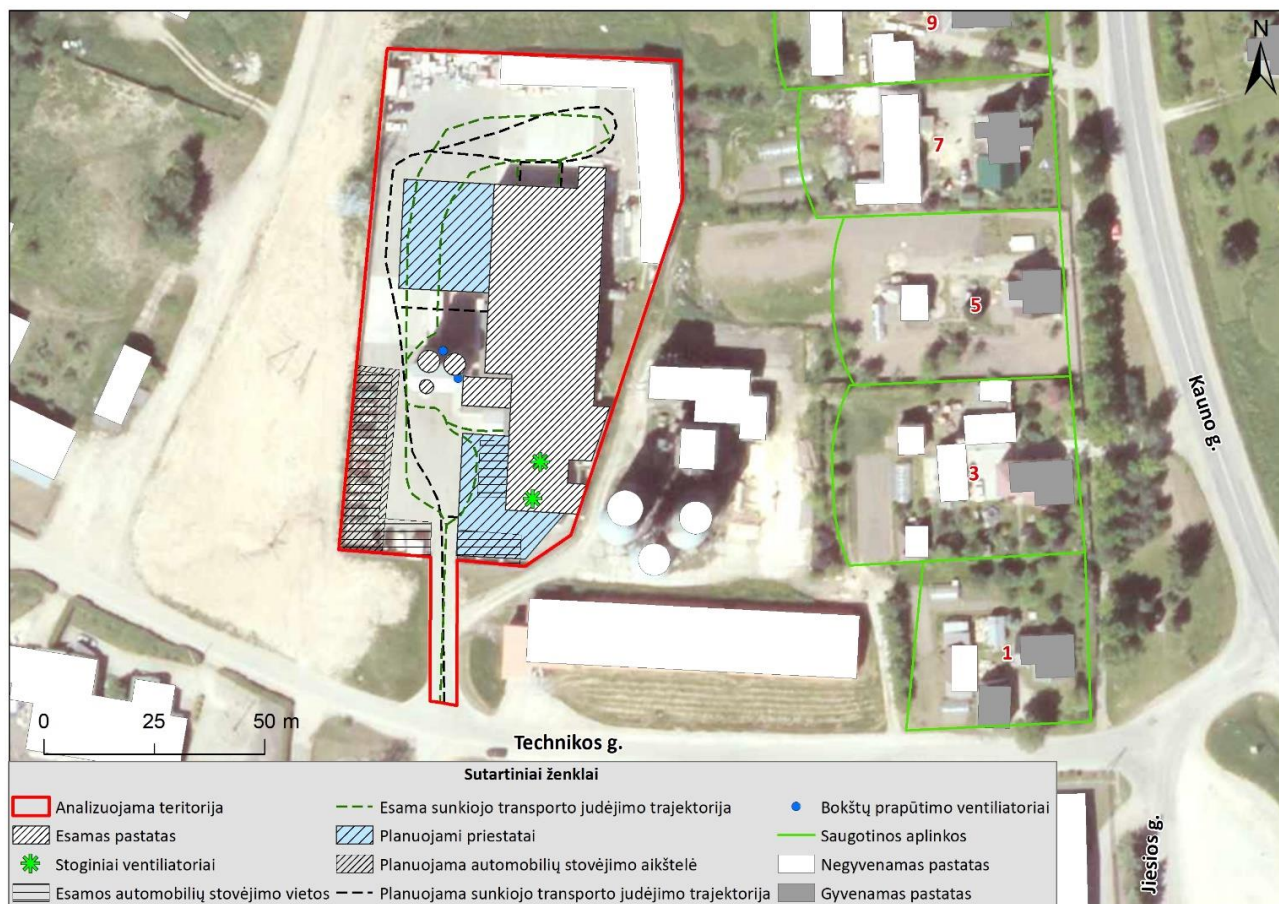 9
N
7
5
Kauno g.
3
1
0 25 50 m
Technikos g.
Jiesios g.
Sutartiniai ženklai
Analizuojama teritorija
Esama sunkiojo transporto judėjimo trajektorija
Bokštų prapūtimo ventiliatoriai
Esamas pastatas
Planuojami priestatai
Saugotinos aplinkos
Stoginiai ventiliatoriai
Planuojama automobilių stovėjimo aikštelė
Negyvenamas pastatas
Esamos automobilių stovėjimo vietos
Planuojama sunkiojo transporto judėjimo trajektorija
Gyvenamas pastatas